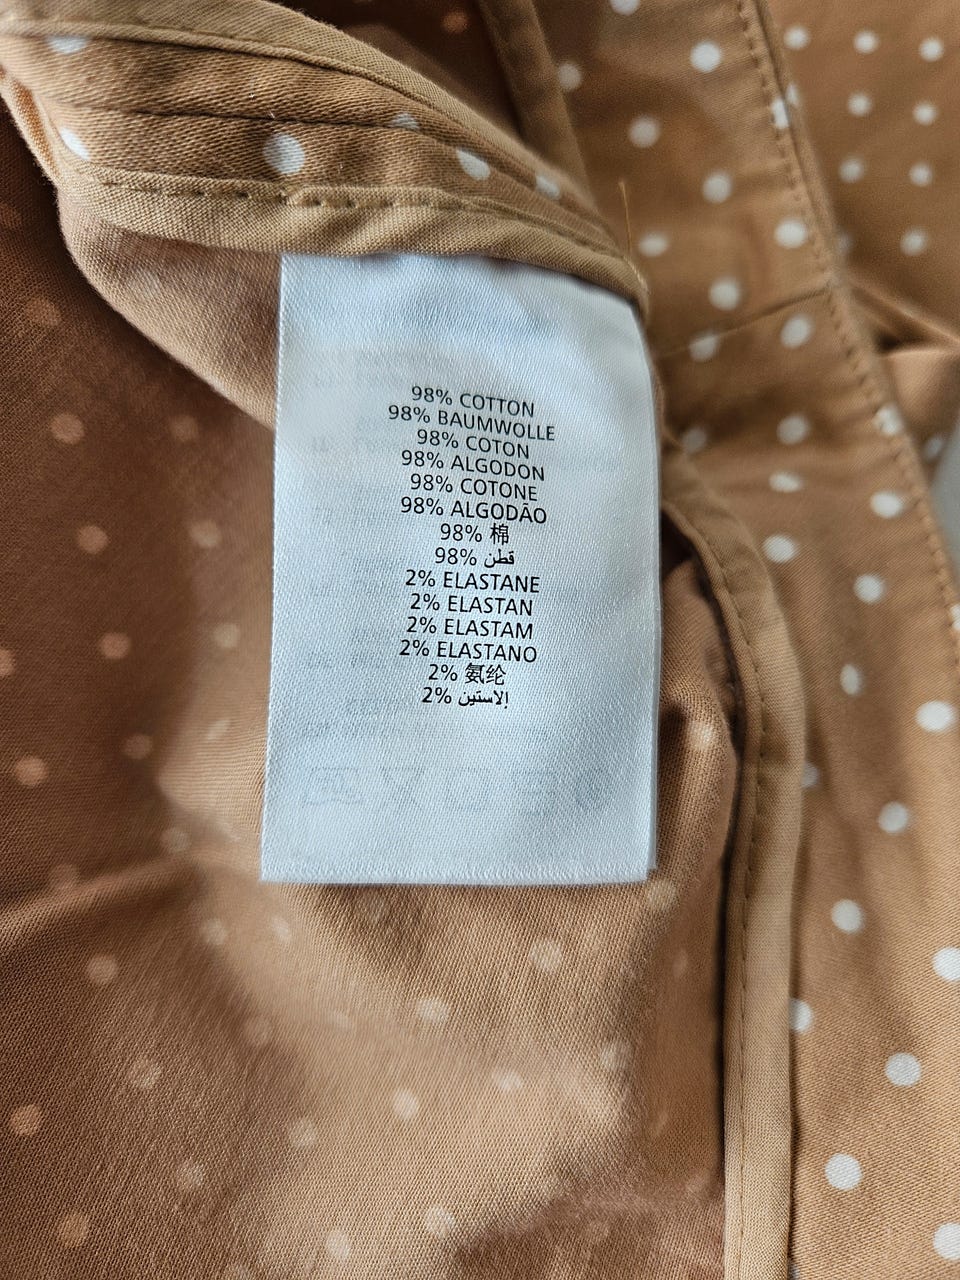 98% COTTON
98% BAUMWOLLE
98% COTON
98% ALGODON
98% COTONE
98% ALGODÃO
98% 棉
98% قطن
2% ELASTANE
2% ELASTAN
2% ELASTAM
2% ELASTANO
2% 氨纶
2% إلاستين